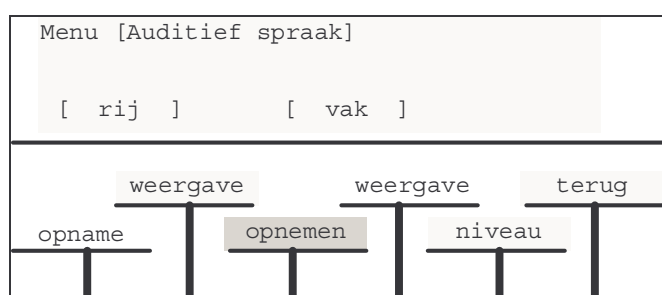 Menu [Auditief spraak]
[ rij ] [ vak ]
weergave weergave terug
opname opnemen niveau